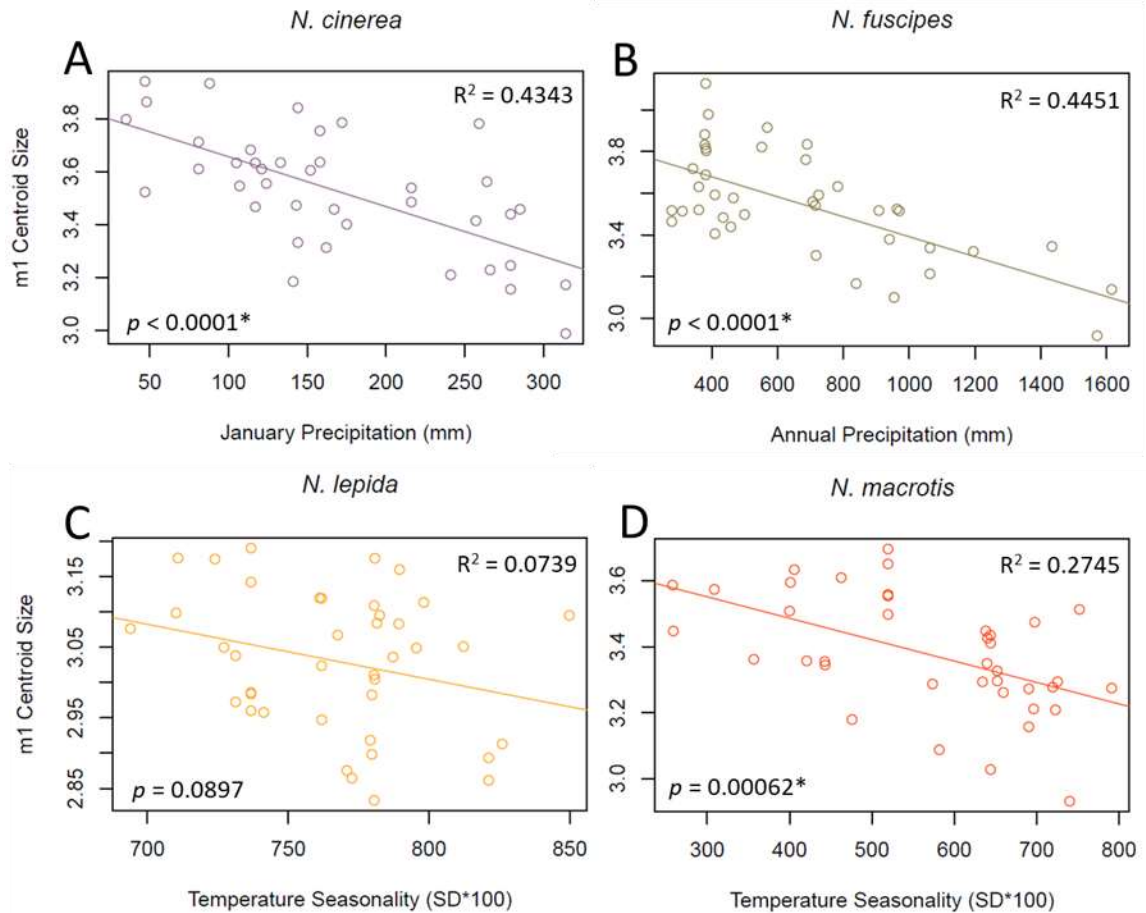 N. cinerea
A
R² = 0.4343
p < 0.0001*
m1 Centroid Size
3.8
3.6
3.4
3.2
3.0
50 100 150 200 250 300
January Precipitation (mm)
N. fuscipes
B
R² = 0.4451
p < 0.0001*
3.8
3.4
3.0
400 600 800 1000 1200 1400 1600
Annual Precipitation (mm)
N. lepida
C
R² = 0.0739
p = 0.0897
m1 Centroid Size
3.15
3.05
2.95
2.85
700 750 800 850
Temperature Seasonality (SD*100)
N. macrotis
D
R² = 0.2745
p = 0.00062*
3.6
3.4
3.2
3.0
300 400 500 600 700 800
Temperature Seasonality (SD*100)